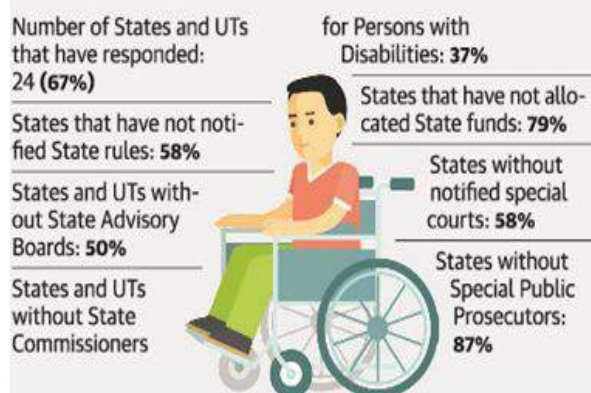 Number of States and UTs
that have responded:
24 (67%)
States that have not noti-
fied State rules: 58%
States and UTs with-
out State Advisory
Boards: 50%
States and UTs
without State
Commissioners
for Persons with
Disabilities: 37%
States that have not allo-
cated State funds: 79%
States without
notified special
courts: 58%
States without
Special Public
Prosecutors:
87%